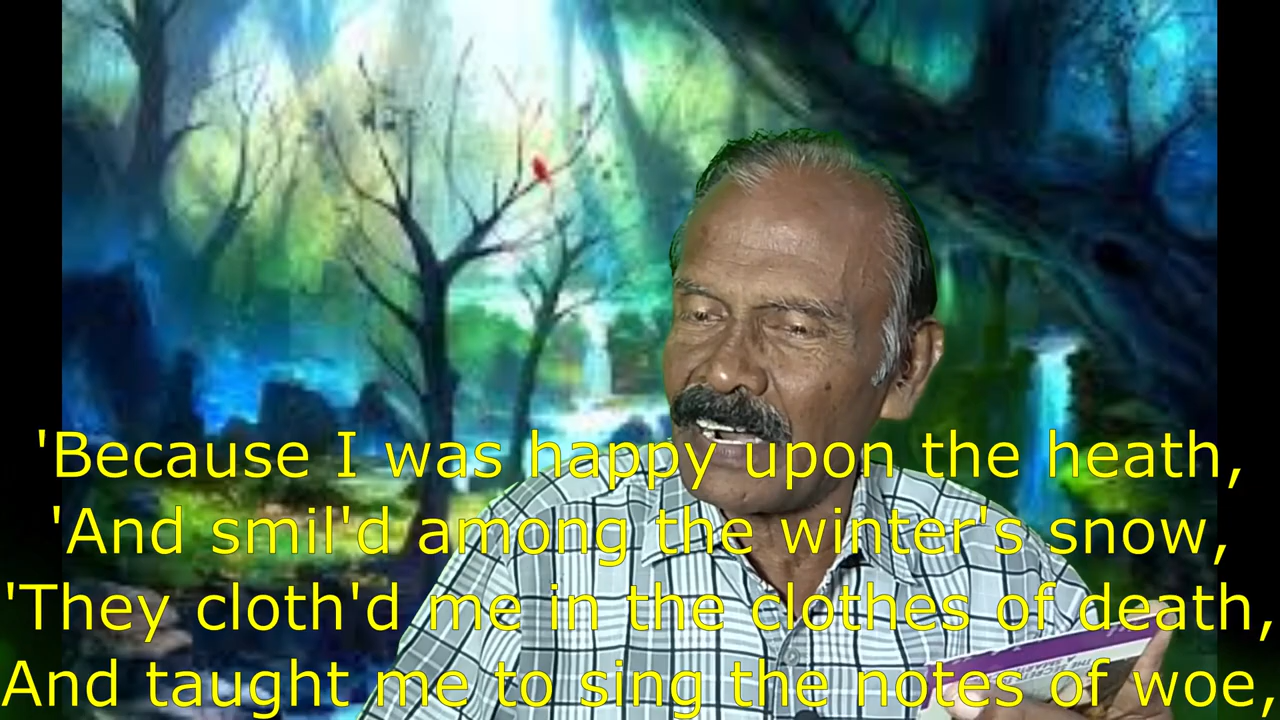 'Because I was happy upon the heath,
'And smil'd among the winter's snow,
'They cloth'd me in the clothes of death,
And taught me to sing the notes of woe,